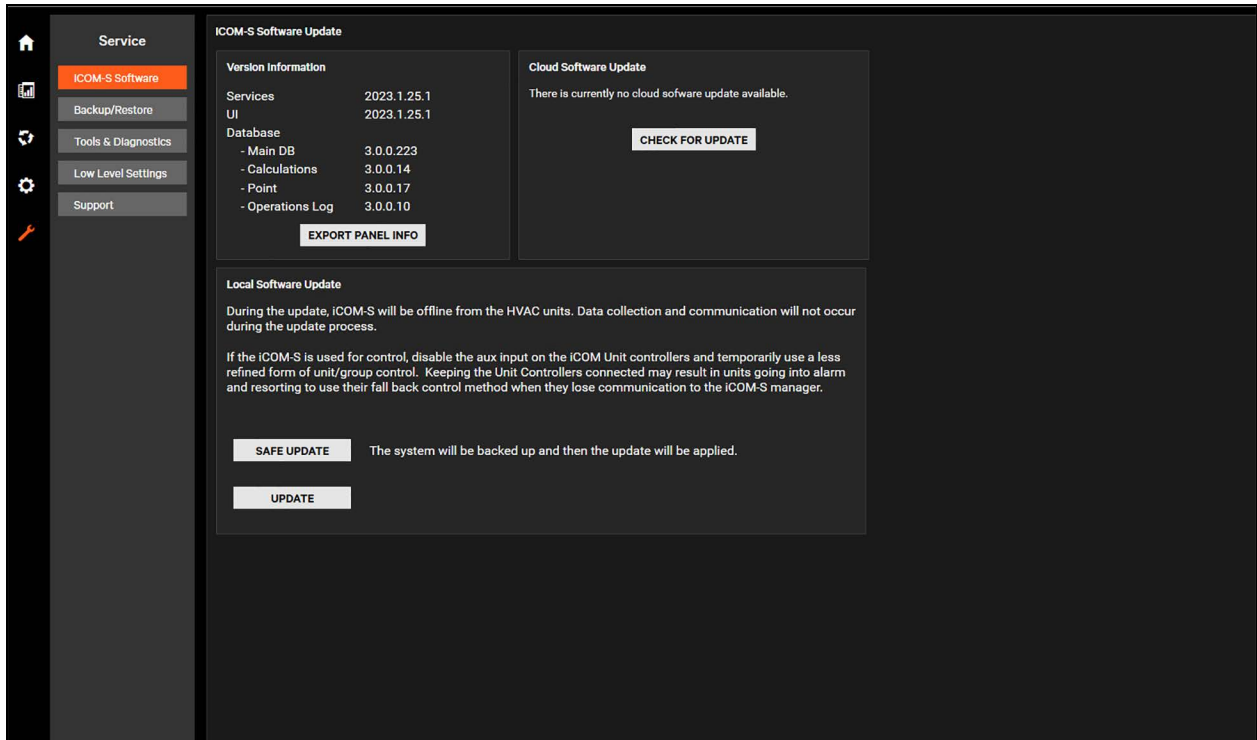 Service
iCOM-S Software
Backup/Restore
Tools & Diagnostics
Low Level Settings
Support
iCOM-S Software Update
Version Information
Services 2023.1.25.1
UI 2023.1.25.1
Database
- Main DB 3.0.0.223
- Calculations 3.0.0.14
- Point 3.0.0.17
- Operations Log 3.0.0.10
EXPORT PANEL INFO
Cloud Software Update
There is currently no cloud sofware update available.
CHECK FOR UPDATE
Local Software Update
During the update, iCOM-S will be offline from the HVAC units. Data collection and communication will not occur
during the update process.
If the iCOM-S is used for control, disable the aux input on the iCOM Unit controllers and temporarily use a less
refined form of unit/group control. Keeping the Unit Controllers connected may result in units going into alarm
and resorting to use their fall back control method when they lose communication to the iCOM-S manager.
SAFE UPDATE The system will be backed up and then the update will be applied.
UPDATE